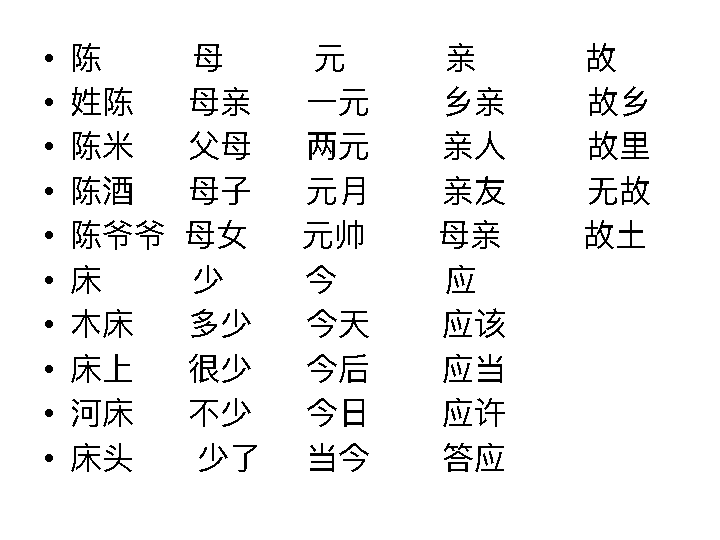 • 陈 母 元 亲 故
• 姓陈 母亲 一元 乡亲 故乡
• 陈米 父母 两元 亲人 故里
• 陈酒 母子 元月 亲友 无故
• 陈爷爷 母女 元帅 母亲 故土
• 床 少 今 应
• 木床 多少 今天 应该
• 床上 很少 今后 应当
• 河床 不少 今日 应许
• 床头 少了 当今 答应